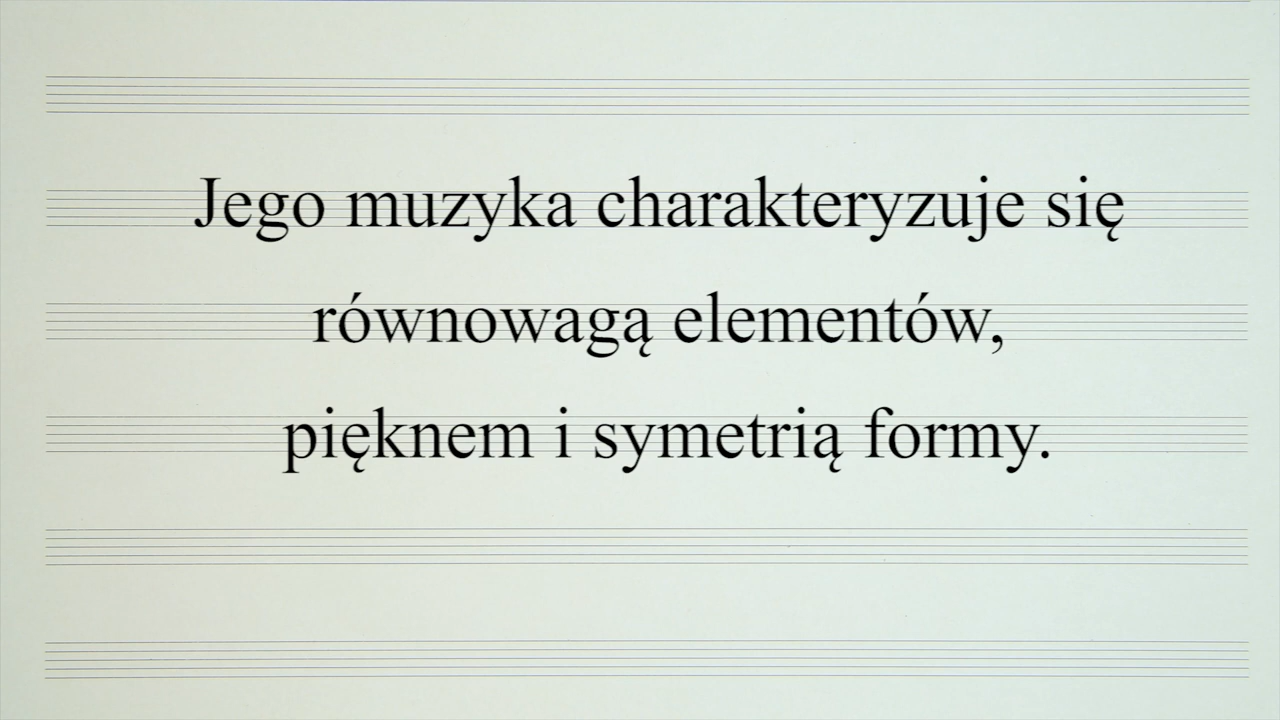 Jego muzyka charakteryzuje się
równowagą elementów,
pięknem i symetrią formy.